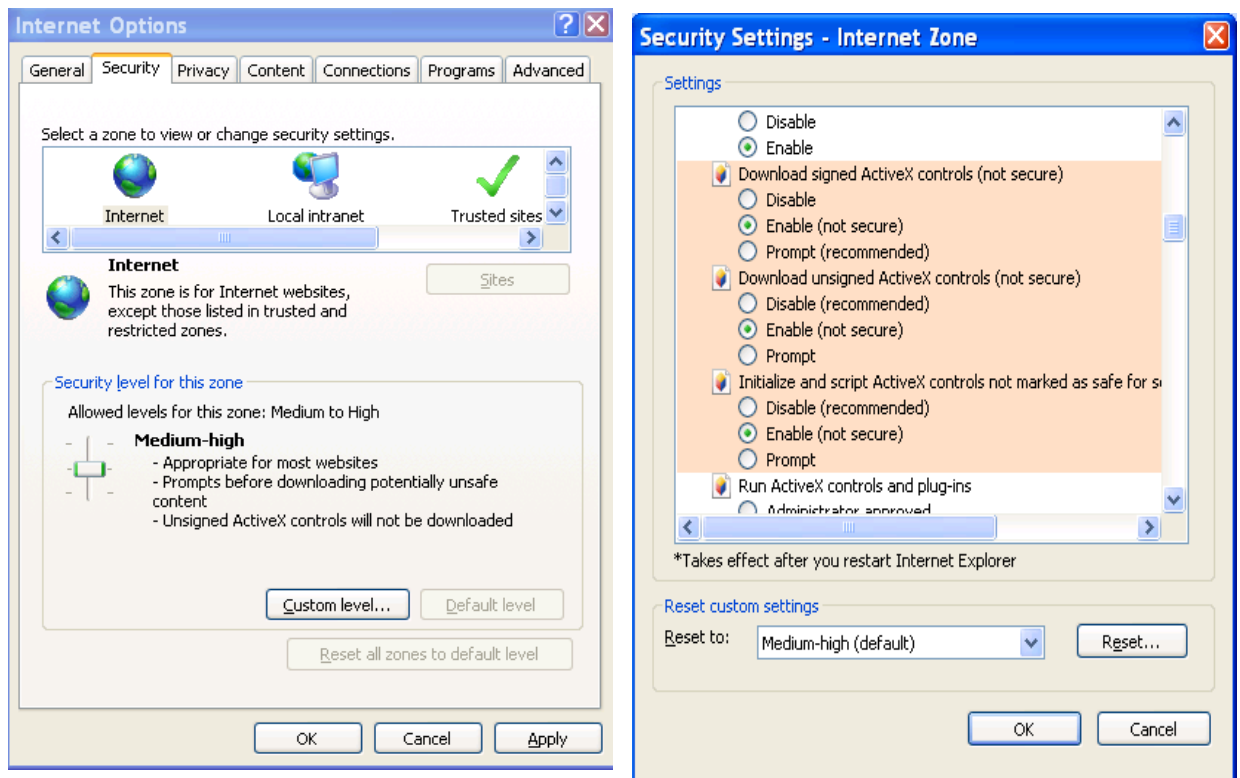 Internet Options
General Security Privacy Content Connections Programs Advanced
Select a zone to view or change security settings.
Internet Local intranet Trusted sites
Internet
Sites
This zone is for Internet websites,
except those listed in trusted and
restricted zones.
Security level for this zone
Allowed levels for this zone: Medium to High
Medium-high
- Appropriate for most websites
- Prompts before downloading potentially unsafe
content
- Unsigned ActiveX controls will not be downloaded
Custom level... Default level
Reset all zones to default level
OK Cancel Apply
Security Settings - Internet Zone
Settings
Disable
Enable
Download signed ActiveX controls (not secure)
Disable
Enable (not secure)
Prompt (recommended)
Download unsigned ActiveX controls (not secure)
Disable (recommended)
Enable (not secure)
Prompt
Initialize and script ActiveX controls not marked as safe for
Disable (recommended)
Enable (not secure)
Prompt
Run ActiveX controls and plug-ins
Administrator approved
*Takes effect after you restart Internet Explorer
Reset custom settings
Reset to: Medium-high (default) Reset...
OK Cancel